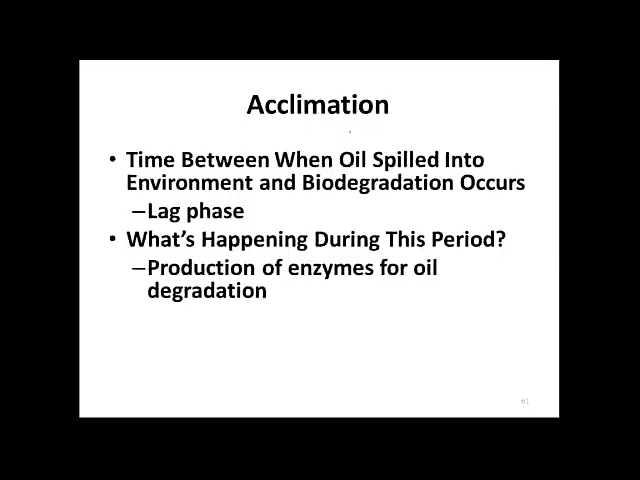 Acclimation
• Time Between When Oil Spilled Into
Environment and Biodegradation Occurs
–Lag phase
• What's Happening During This Period?
–Production of enzymes for oil
degradation
61